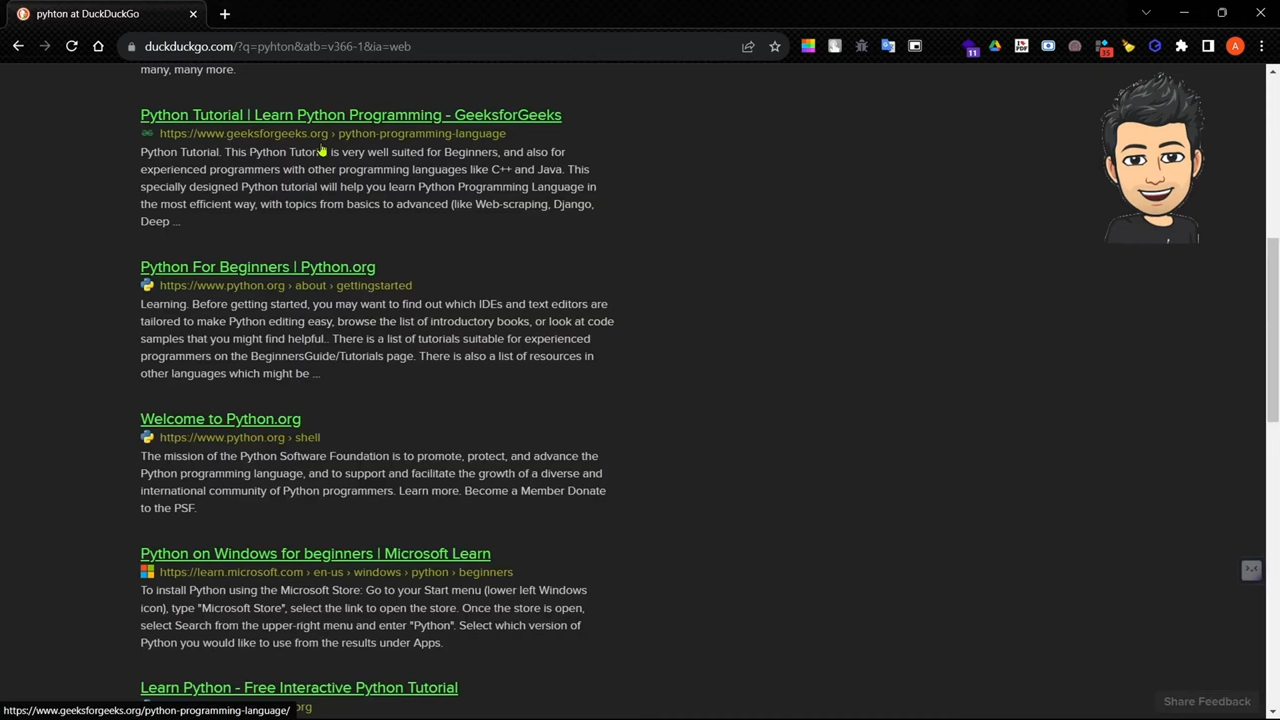 pyhton at DuckDuckGo
duckduckgo.com/?q=pyhton&atb=v366-1&ia=web
11
35
A
many, many more.
Python Tutorial | Learn Python Programming - GeeksforGeeks
https://www.geeksforgeeks.org › python-programming-language
Python Tutorial. This Python Tutorial is very well suited for Beginners, and also for
experienced programmers with other programming languages like C++ and Java. This
specially designed Python tutorial will help you learn Python Programming Language in
the most efficient way, with topics from basics to advanced (like Web-scraping, Django,
Deep ...
Python For Beginners | Python.org
https://www.python.org › about › gettingstarted
Learning. Before getting started, you may want to find out which IDEs and text editors are
tailored to make Python editing easy, browse the list of introductory books, or look at code
samples that you might find helpful.. There is a list of tutorials suitable for experienced
programmers on the BeginnersGuide/Tutorials page. There is also a list of resources in
other languages which might be ...
Welcome to Python.org
https://www.python.org › shell
The mission of the Python Software Foundation is to promote, protect, and advance the
Python programming language, and to support and facilitate the growth of a diverse and
international community of Python programmers. Learn more. Become a Member Donate
to the PSF.
Python on Windows for beginners | Microsoft Learn
https://learn.microsoft.com › en-us › windows › python › beginners
To install Python using the Microsoft Store: Go to your Start menu (lower left Windows
icon), type "Microsoft Store", select the link to open the store. Once the store is open,
select Search from the upper-right menu and enter "Python". Select which version of
Python you would like to use from the results under Apps.
Learn Python - Free Interactive Python Tutorial
org
https://www.geeksforgeeks.org/python-programming-language/
Share Feedback